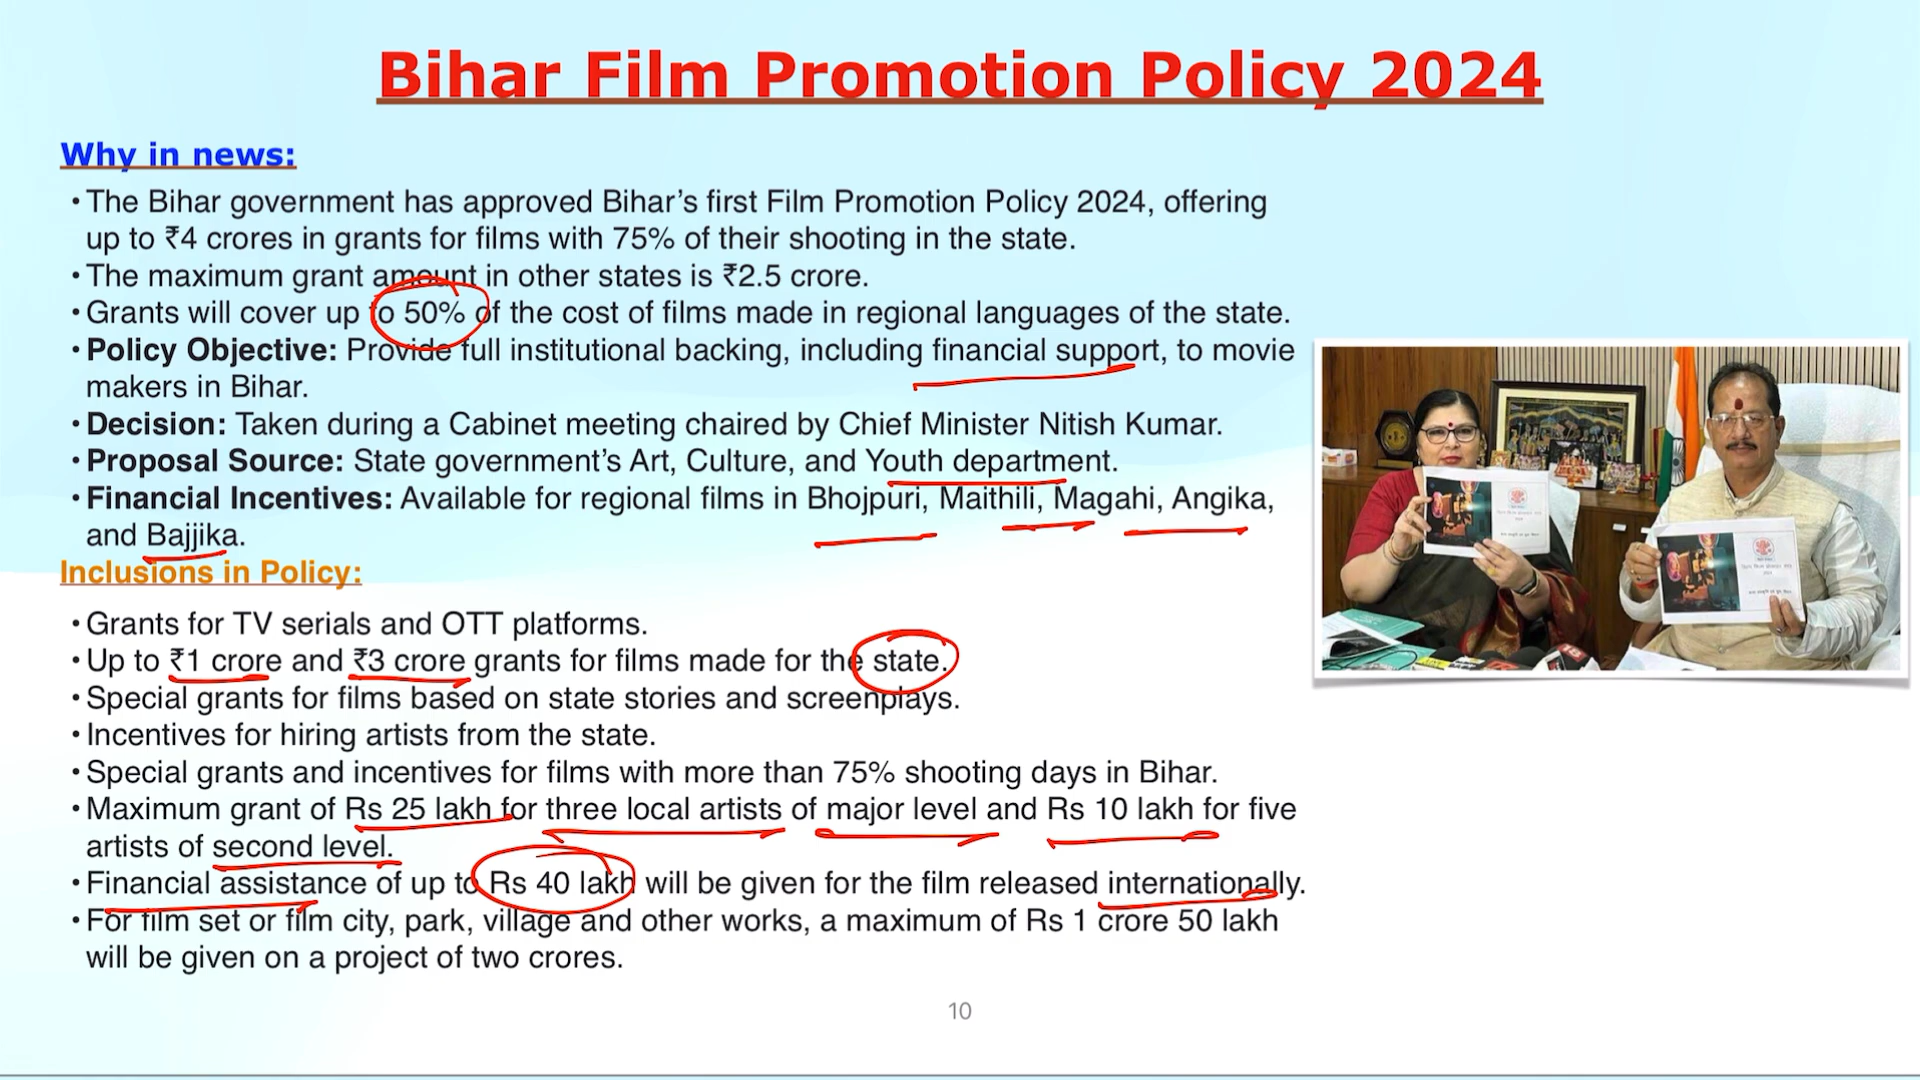 Bihar Film Promotion Policy 2024
Why in news:
• The Bihar government has approved Bihar’s first Film Promotion Policy 2024, offering
up to ₹4 crores in grants for films with 75% of their shooting in the state.
• The maximum grant amount in other states is ₹2.5 crore.
• Grants will cover up to 50% of the cost of films made in regional languages of the state.
• Policy Objective: Provide full institutional backing, including financial support, to movie
makers in Bihar.
• Decision: Taken during a Cabinet meeting chaired by Chief Minister Nitish Kumar.
• Proposal Source: State government’s Art, Culture, and Youth department.
• Financial Incentives: Available for regional films in Bhojpuri, Maithili, Magahi, Angika,
and Bajjika.
Inclusions in Policy:
• Grants for TV serials and OTT platforms.
• Up to ₹1 crore and ₹3 crore grants for films made for the state.
• Special grants for films based on state stories and screenplays.
• Incentives for hiring artists from the state.
• Special grants and incentives for films with more than 75% shooting days in Bihar.
• Maximum grant of Rs 25 lakh for three local artists of major level and Rs 10 lakh for five
artists of second level.
• Financial assistance of up to Rs 40 lakh will be given for the film released internationally.
• For film set or film city, park, village and other works, a maximum of Rs 1 crore 50 lakh
will be given on a project of two crores.
10